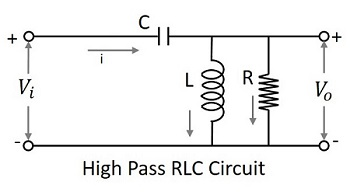 C
+ +
i
V_i L R V_o
- -
High Pass RLC Circuit